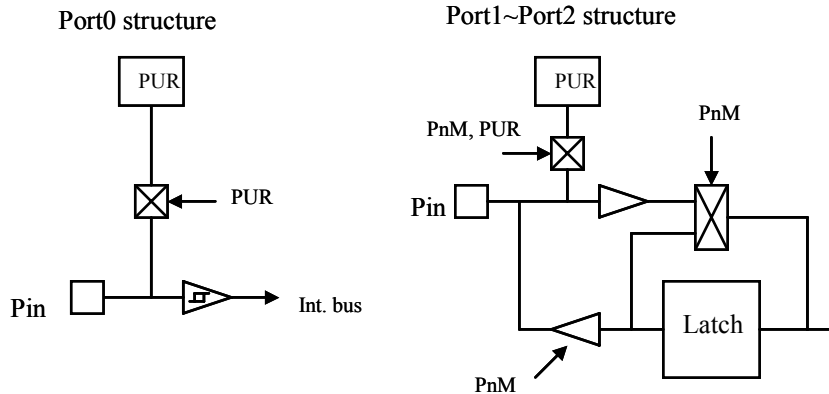 Port0 structure
PUR
PUR
Pin
Int. bus
Port1~Port2 structure
PUR
PnM, PUR
PnM
Pin
Latch
PnM